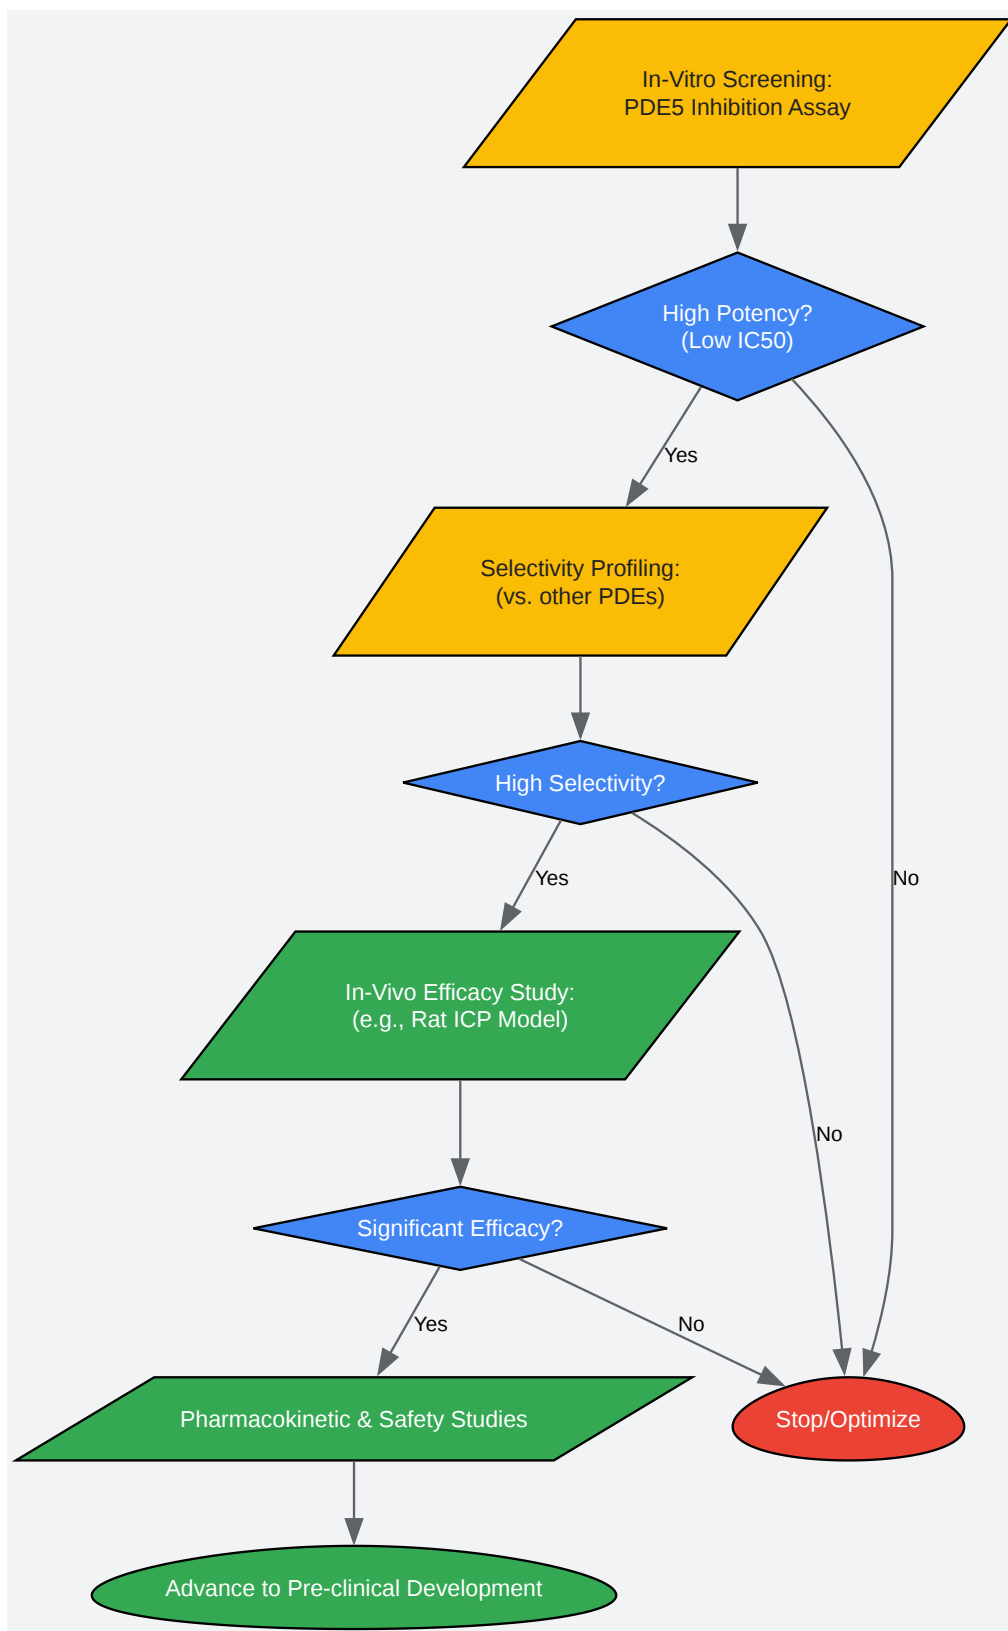 In-Vitro Screening:
PDE5 Inhibition Assay
High Potency?
(Low IC50)
Yes
Selectivity Profiling:
(vs. other PDEs)
High Selectivity?
Yes
No
In-Vivo Efficacy Study:
(e.g., Rat ICP Model)
No
Significant Efficacy?
Yes
No
Pharmacokinetic & Safety Studies
Stop/Optimize
Advance to Pre-clinical Development